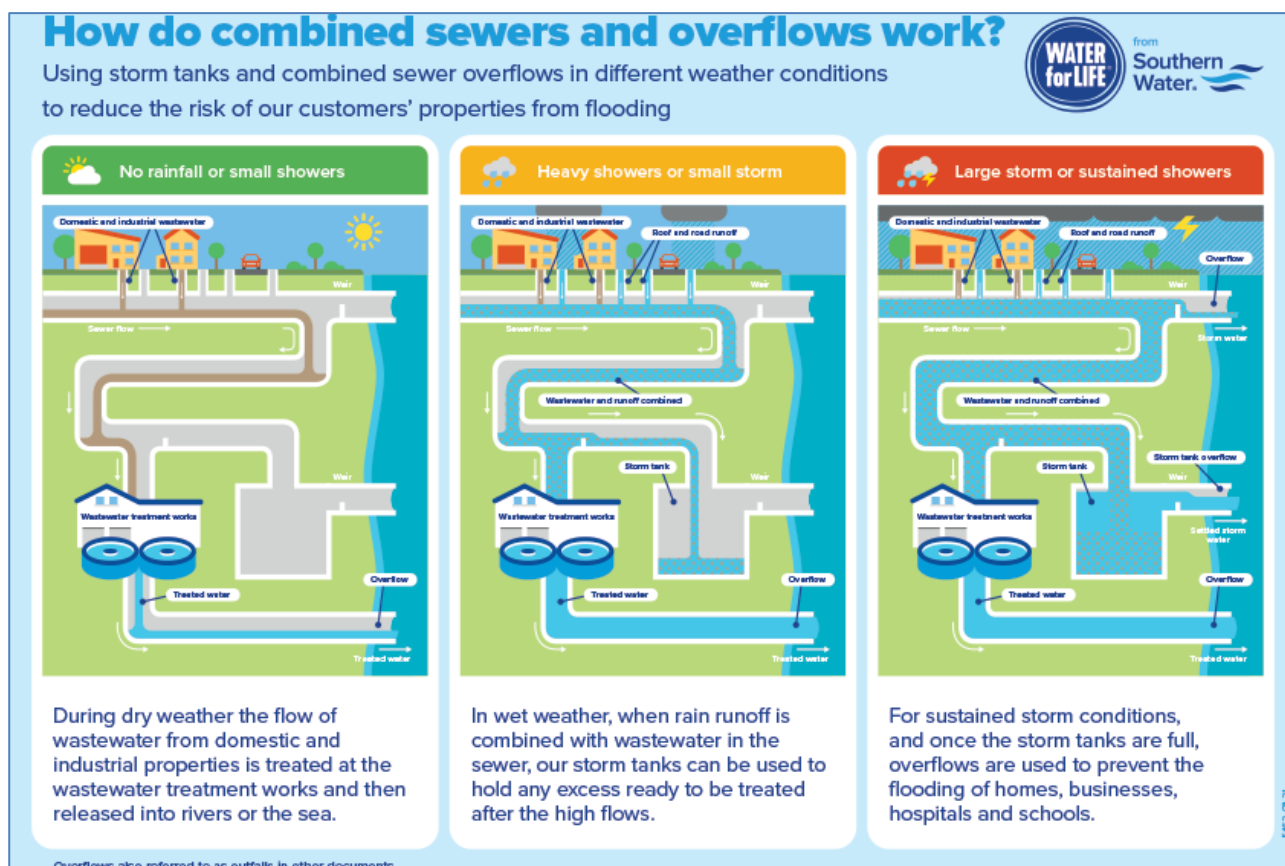 How do combined sewers and overflows work?
Using storm tanks and combined sewer overflows in different weather conditions
to reduce the risk of our customers' properties from flooding
WATER
for LIFE
from
Southern
Water.
No rainfall or small showers
Domestic and industrial wastewater
Weir
Sewer flow
Weir
Wastewater treatment works
Overflow
Treated water
Treated water
During dry weather the flow of
wastewater from domestic and
industrial properties is treated at the
wastewater treatment works and then
released into rivers or the sea.
Heavy showers or small storm
Domestic and industrial wastewater
Roof and road runoff
Weir
Sewer flow
Wastewater and runoff combined
Storm tank
Weir
Wastewater treatment works
Overflow
Treated water
Treated water
In wet weather, when rain runoff is
combined with wastewater in the
sewer, our storm tanks can be used to
hold any excess ready to be treated
after the high flows.
Large storm or sustained showers
Domestic and industrial wastewater
Roof and road runoff
Overflow
Weir
Sewer flow
Storm water
Wastewater and runoff combined
Storm tank overflow
Storm tank
Weir
Wastewater treatment works
Settled storm
water
Overflow
Treated water
Treated water
For sustained storm conditions,
and once the storm tanks are full,
overflows are used to prevent the
flooding of homes, businesses,
hospitals and schools.
Overflows also referred to as outfalls in other documents